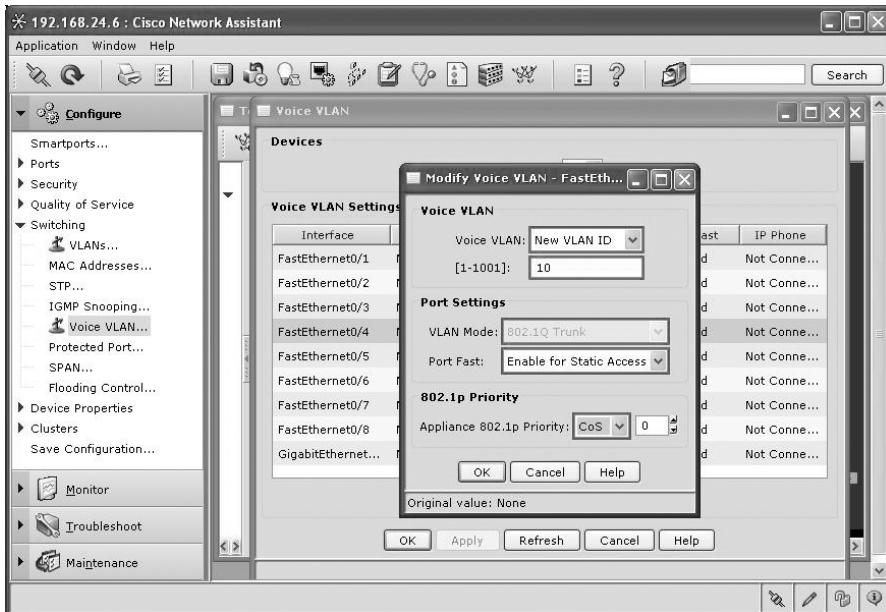 192.168.24.6 : Cisco Network Assistant
Application Window Help
Search
Configure
Smartports...
Ports
Security
Quality of Service
Switching
VLANs...
MAC Addresses...
STP...
IGMP Snooping...
Voice VLAN...
Protected Port...
SPAN...
Flooding Control...
Device Properties
Clusters
Save Configuration...
Monitor
Troubleshoot
Maintenance
Voice VLAN
Devices
Voice VLAN Settings
Interface
IP Phone
FastEthernet0/1
Not Conne...
FastEthernet0/2
Not Conne...
FastEthernet0/3
Not Conne...
FastEthernet0/4
Not Conne...
FastEthernet0/5
Not Conne...
FastEthernet0/6
Not Conne...
FastEthernet0/7
Not Conne...
FastEthernet0/8
Not Conne...
GigabitEthernet...
Not Conne...
OK Apply Refresh Cancel Help
Modify Voice VLAN - FastEth...
Voice VLAN
Voice VLAN: New VLAN ID
[1-1001]: 10
Port Settings
VLAN Mode: 802.1Q Trunk
Port Fast: Enable for Static Access
802.1p Priority
Appliance 802.1p Priority: CoS 0
OK Cancel Help
Original value: None